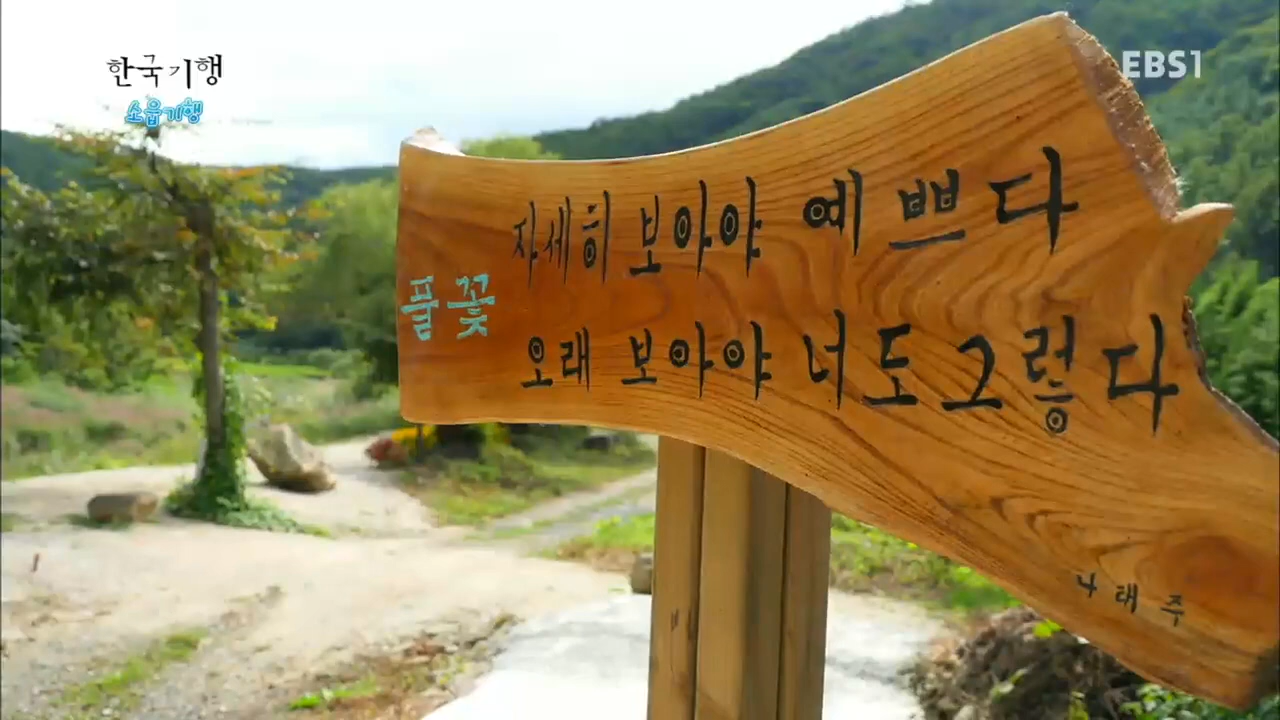 한국기행
소읍기행
EBS1
풀꽃
자세히 보아야 예쁘다
오래 보아야 너도 그렇다
나태주